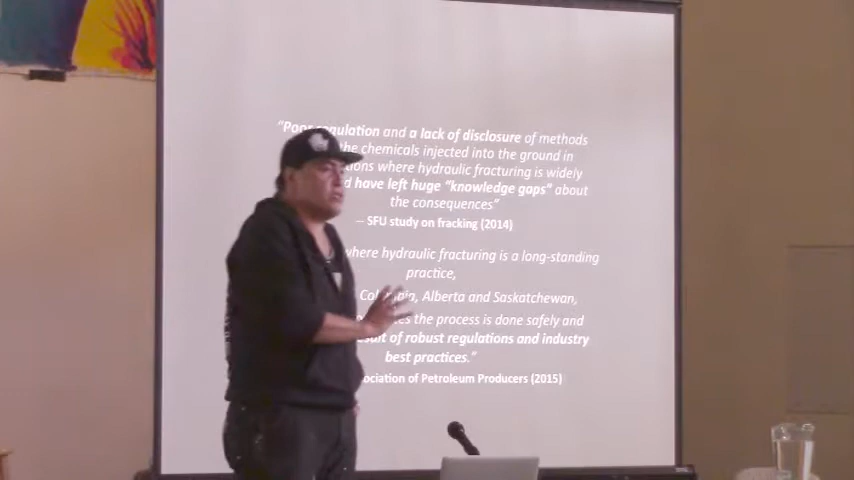 "Poor regulation and a lack of disclosure of methods
the chemicals injected into the ground in
where hydraulic fracturing is widely
have left huge "knowledge gaps" about
the consequences"
-- SFU study on fracking (2014)
where hydraulic fracturing is a long-standing
practice,
Columbia, Alberta and Saskatchewan,
the process is done safely and
of robust regulations and industry
best practices."
of Petroleum Producers (2015)